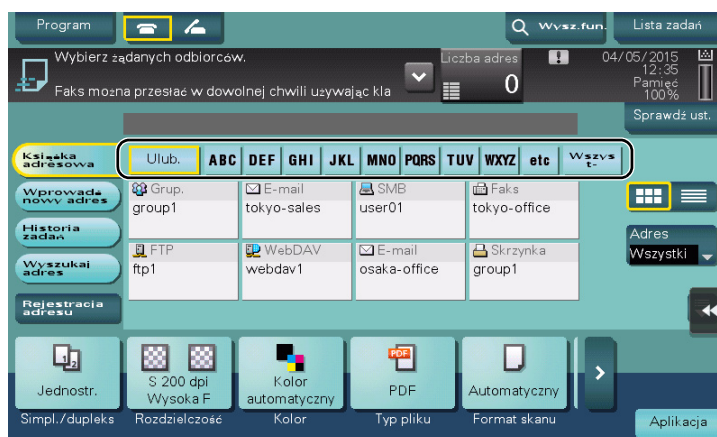 Program
Wysz.fun.
Lista zadań
Wybierz żądanych odbiorców.
Faks można przesłać w dowolnej chwili używając kla
Liczba adres
0
04/05/2015
12:35
Pamięć
100%
Sprawdź ust.
Książka
adresowa
Ulub.
ABC
DEF
GHI
JKL
MNO
PQRS
TUV
WXYZ
etc
Wszys
t-
Wprowadź
nowy adres
Historia
zadań
Wyszukaj
adres
Rejestracja
adresu
Grup.
group1
E-mail
tokyo-sales
SMB
user01
Faks
tokyo-office
FTP
ftp1
WebDAV
webdav1
E-mail
osaka-office
Skrzynka
group1
Adres
Wszystki
1
2
Jednostr.
Simpl./dupleks
S 200 dpi
Wysoka F
Rozdzielczość
Kolor
automatyczny
Kolor
PDF
PDF
Typ pliku
Automatyczny
Format skanu
Aplikacja